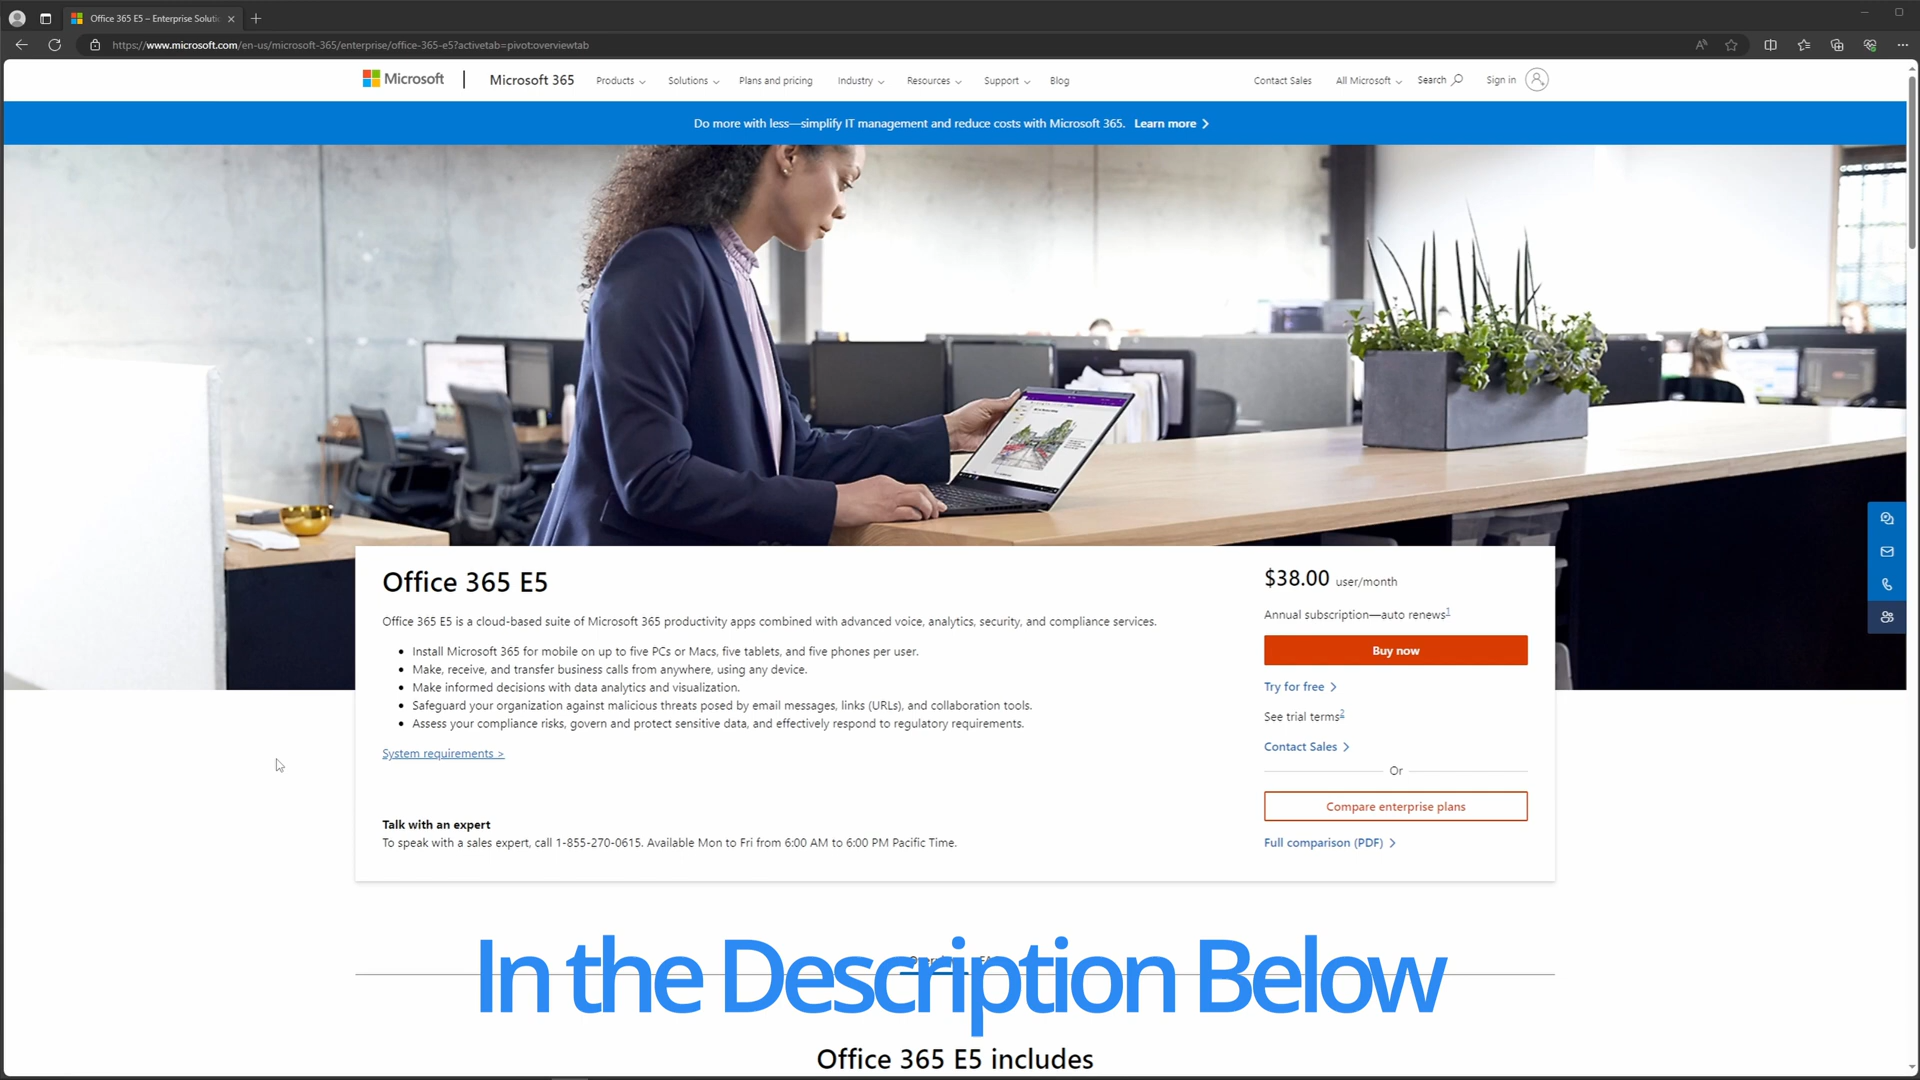 Office 365 E5 – Enterprise Soluti
https://www.microsoft.com/en-us/microsoft-365/enterprise/office-365-e5?activetab=pivot:overviewtab
Microsoft | Microsoft 365 Products Solutions Plans and pricing Industry Resources Support Blog Contact Sales All Microsoft Search Sign in
Do more with less—simplify IT management and reduce costs with Microsoft 365. Learn more
Office 365 E5
Office 365 E5 is a cloud-based suite of Microsoft 365 productivity apps combined with advanced voice, analytics, security, and compliance services.
• Install Microsoft 365 for mobile on up to five PCs or Macs, five tablets, and five phones per user.
• Make, receive, and transfer business calls from anywhere, using any device.
• Make informed decisions with data analytics and visualization.
• Safeguard your organization against malicious threats posed by email messages, links (URLs), and collaboration tools.
• Assess your compliance risks, govern and protect sensitive data, and effectively respond to regulatory requirements.
System requirements >
Talk with an expert
To speak with a sales expert, call 1-855-270-0615. Available Mon to Fri from 6:00 AM to 6:00 PM Pacific Time.
$38.00 user/month
Annual subscription—auto renews1
Buy now
Try for free
See trial terms2
Contact Sales
Or
Compare enterprise plans
Full comparison (PDF)
In the Description Below
Office 365 E5 includes